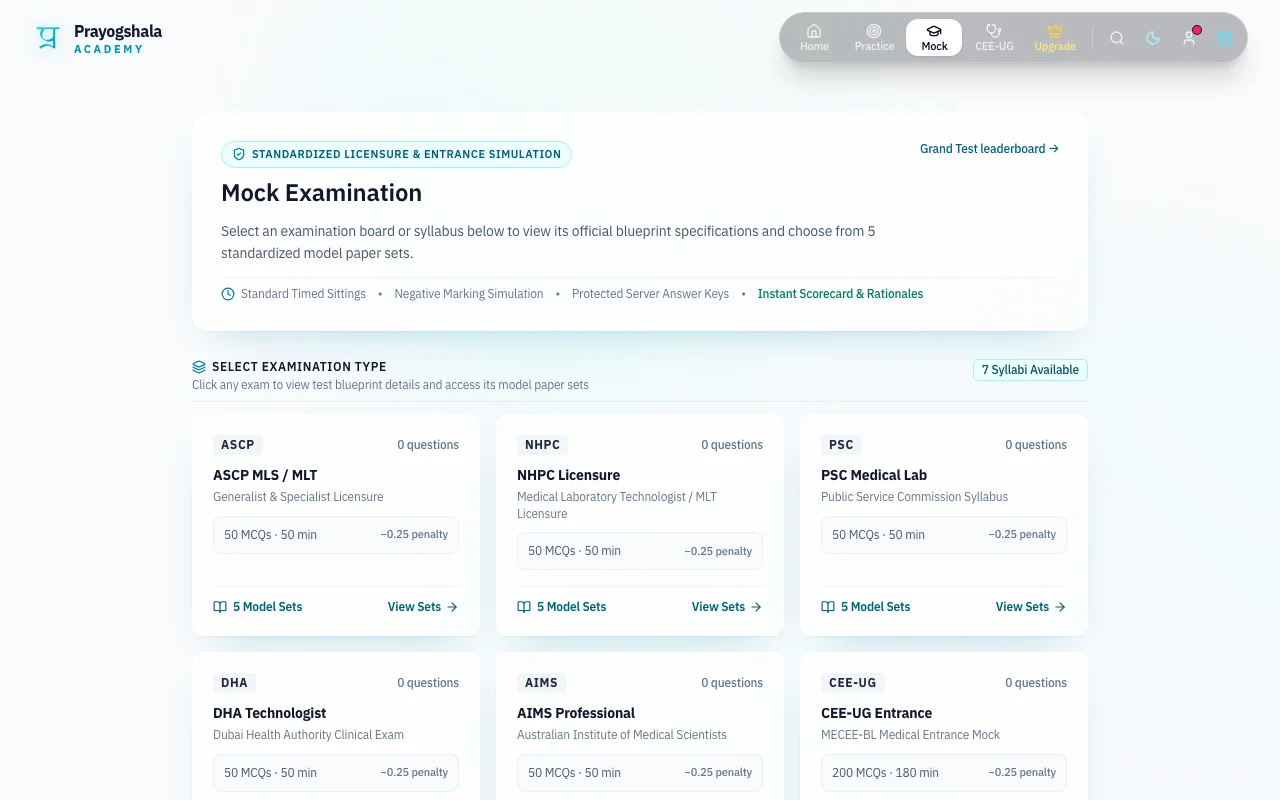 प्र
Prayogshala
ACADEMY
Home
Practice
Mock
CEE-UG
Upgrade
STANDARDIZED LICENSURE & ENTRANCE SIMULATION
Grand Test leaderboard →
Mock Examination
Select an examination board or syllabus below to view its official blueprint specifications and choose from 5
standardized model paper sets.
Standard Timed Sittings • Negative Marking Simulation • Protected Server Answer Keys • Instant Scorecard & Rationales
SELECT EXAMINATION TYPE
Click any exam to view test blueprint details and access its model paper sets
7 Syllabi Available
ASCP
0 questions
ASCP MLS / MLT
Generalist & Specialist Licensure
50 MCQs · 50 min
−0.25 penalty
5 Model Sets
View Sets →
NHPC
0 questions
NHPC Licensure
Medical Laboratory Technologist / MLT
Licensure
50 MCQs · 50 min
−0.25 penalty
5 Model Sets
View Sets →
PSC
0 questions
PSC Medical Lab
Public Service Commission Syllabus
50 MCQs · 50 min
−0.25 penalty
5 Model Sets
View Sets →
DHA
0 questions
DHA Technologist
Dubai Health Authority Clinical Exam
50 MCQs · 50 min
−0.25 penalty
AIMS
0 questions
AIMS Professional
Australian Institute of Medical Scientists
50 MCQs · 50 min
−0.25 penalty
CEE-UG
0 questions
CEE-UG Entrance
MECEE-BL Medical Entrance Mock
200 MCQs · 180 min
−0.25 penalty